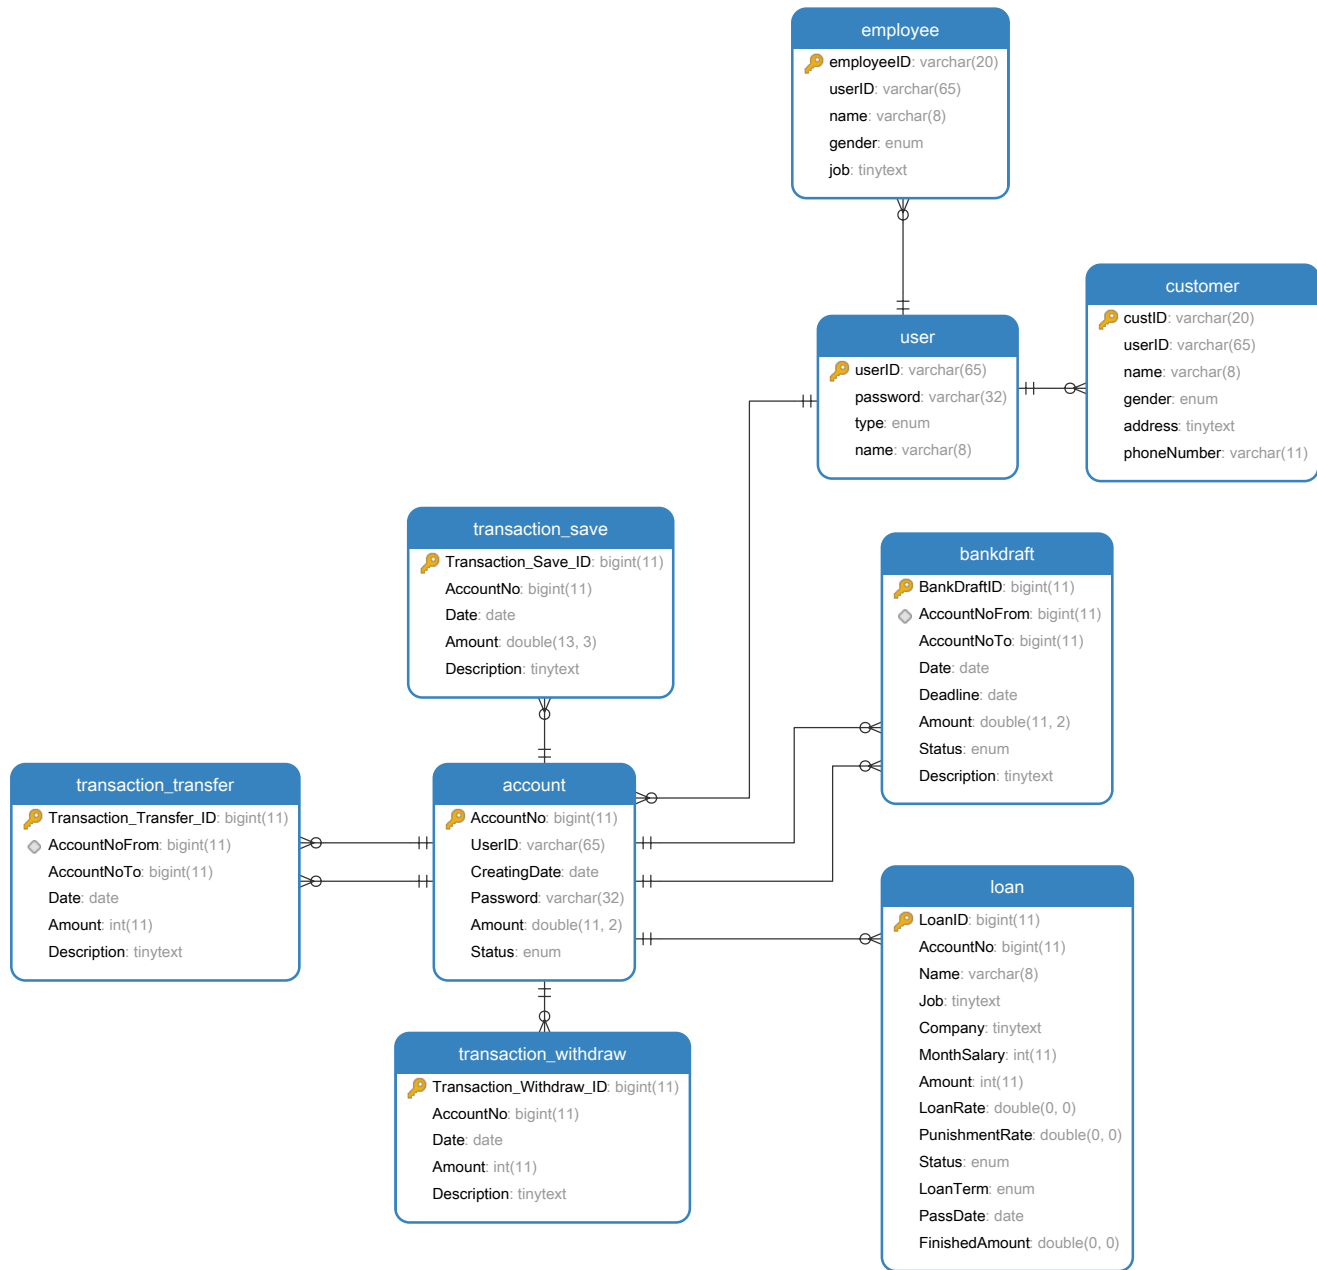 employee
employeeID: varchar(20)
userID: varchar(65)
name: varchar(8)
gender: enum
job: tinytext
customer
custID: varchar(20)
userID: varchar(65)
name: varchar(8)
gender: enum
address: tinytext
phoneNumber: varchar(11)
user
userID: varchar(65)
password: varchar(32)
type: enum
name: varchar(8)
transaction_save
Transaction_Save_ID: bigint(11)
AccountNo: bigint(11)
Date: date
Amount: double(13, 3)
Description: tinytext
bankdraft
BankDraftID: bigint(11)
AccountNoFrom: bigint(11)
AccountNoTo: bigint(11)
Date: date
Deadline: date
Amount: double(11, 2)
Status: enum
Description: tinytext
transaction_transfer
Transaction_Transfer_ID: bigint(11)
AccountNoFrom: bigint(11)
AccountNoTo: bigint(11)
Date: date
Amount: int(11)
Description: tinytext
account
AccountNo: bigint(11)
UserID: varchar(65)
CreatingDate: date
Password: varchar(32)
Amount: double(11, 2)
Status: enum
loan
LoanID: bigint(11)
AccountNo: bigint(11)
Name: varchar(8)
Job: tinytext
Company: tinytext
MonthSalary: int(11)
Amount: int(11)
LoanRate: double(0, 0)
PunishmentRate: double(0, 0)
Status: enum
LoanTerm: enum
PassDate: date
FinishedAmount: double(0, 0)
transaction_withdraw
Transaction_Withdraw_ID: bigint(11)
AccountNo: bigint(11)
Date: date
Amount: int(11)
Description: tinytext